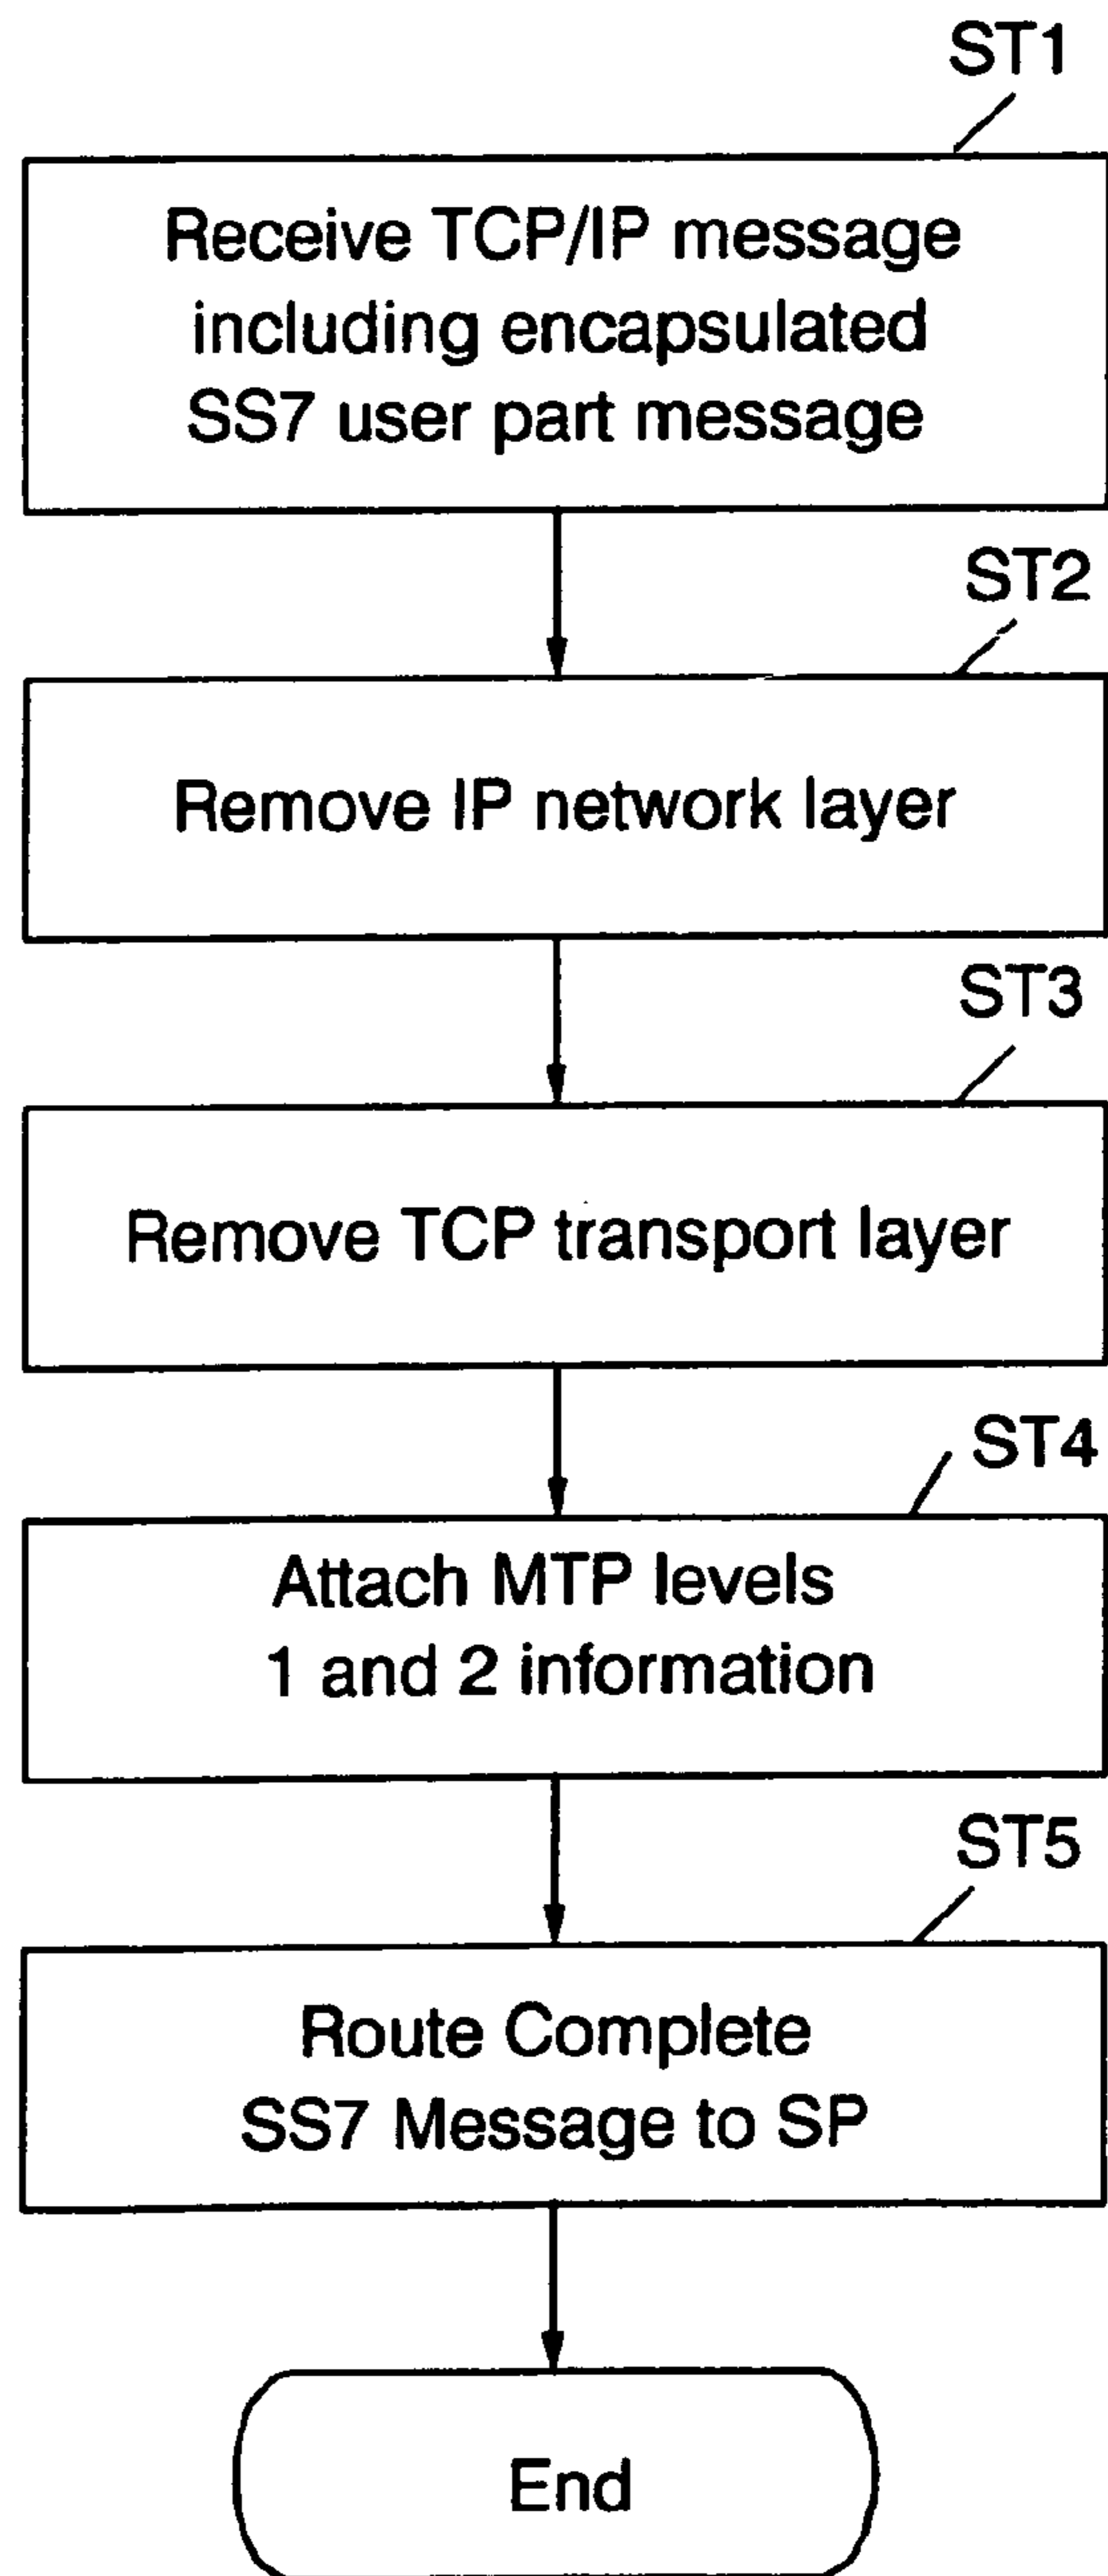 ST1
Receive TCP/IP message
including encapsulated
SS7 user part message
ST2
Remove IP network layer
ST3
Remove TCP transport layer
ST4
Attach MTP levels
1 and 2 information
ST5
Route Complete
SS7 Message to SP
End